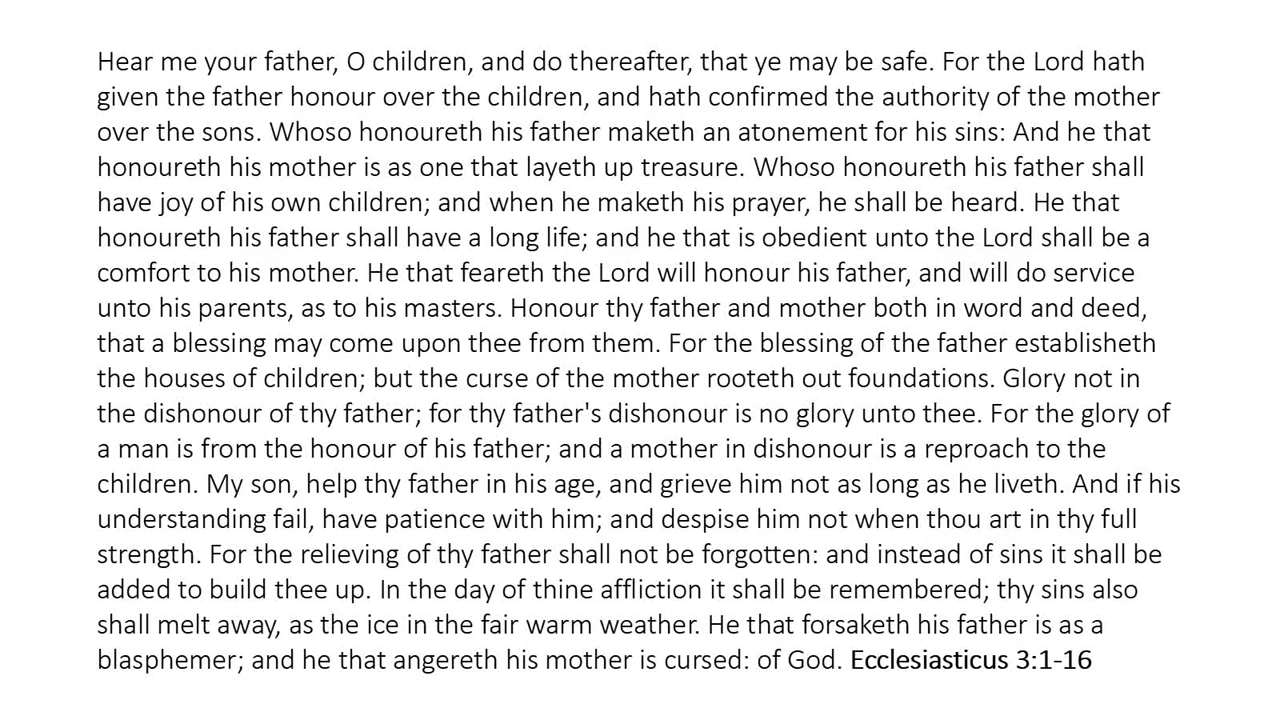 Hear me your father, O children, and do thereafter, that ye may be safe. For the Lord hath
given the father honour over the children, and hath confirmed the authority of the mother
over the sons. Whoso honoureth his father maketh an atonement for his sins: And he that
honoureth his mother is as one that layeth up treasure. Whoso honoureth his father shall
have joy of his own children; and when he maketh his prayer, he shall be heard. He that
honoureth his father shall have a long life; and he that is obedient unto the Lord shall be a
comfort to his mother. He that feareth the Lord will honour his father, and will do service
unto his parents, as to his masters. Honour thy father and mother both in word and deed,
that a blessing may come upon thee from them. For the blessing of the father establisheth
the houses of children; but the curse of the mother rooteth out foundations. Glory not in
the dishonour of thy father; for thy father's dishonour is no glory unto thee. For the glory of
a man is from the honour of his father; and a mother in dishonour is a reproach to the
children. My son, help thy father in his age, and grieve him not as long as he liveth. And if his
understanding fail, have patience with him; and despise him not when thou art in thy full
strength. For the relieving of thy father shall not be forgotten: and instead of sins it shall be
added to build thee up. In the day of thine affliction it shall be remembered; thy sins also
shall melt away, as the ice in the fair warm weather. He that forsaketh his father is as a
blasphemer; and he that angereth his mother is cursed: of God. Ecclesiasticus 3:1-16